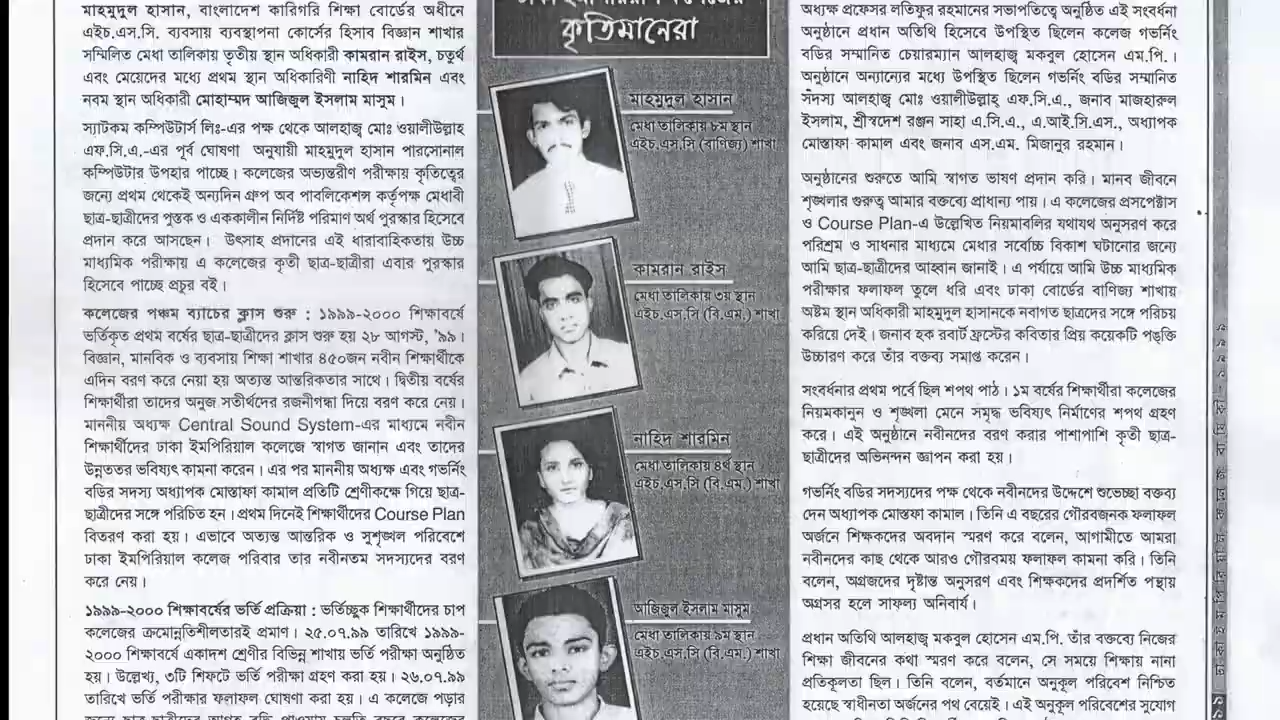 মাহমুদুল হাসান, বাংলাদেশ কারিগরি শিক্ষা বোর্ডের অধীনে
এইচ.এস.সি. ব্যবসায় ব্যবস্থাপনা কোর্সের হিসাব বিজ্ঞান শাখার
সম্মিলিত মেধা তালিকায় তৃতীয় স্থান অধিকারী কামরান রাইস, চতুর্থ
এবং মেয়েদের মধ্যে প্রথম স্থান অধিকারিণী নাহিদ শারমিন এবং
নবম স্থান অধিকারী মোহাম্মদ আজিজুল ইসলাম মাসুম।
স্যাটকম কম্পিউটার্স লিঃ-এর পক্ষ থেকে আলহাজ্ব মোঃ ওয়ালীউল্লাহ
এফ.সি.এ.-এর পূর্ব ঘোষণা অনুযায়ী মাহমুদুল হাসান পারসোনাল
কম্পিউটার উপহার পাচ্ছে। কলেজের অভ্যন্তরীণ পরীক্ষায় কৃতিত্বের
জন্যে প্রথম থেকেই অন্যদিন গ্রুপ অব পাবলিকেশন্স কর্তৃপক্ষ মেধাবী
ছাত্র-ছাত্রীদের পুস্তক ও এককালীন নির্দিষ্ট পরিমাণ অর্থ পুরস্কার হিসেবে
প্রদান করে আসছেন। উৎসাহ প্রদানের এই ধারাবাহিকতায় উচ্চ
মাধ্যমিক পরীক্ষায় এ কলেজের কৃতী ছাত্র-ছাত্রীরা এবার পুরস্কার
হিসেবে পাচ্ছে প্রচুর বই।
কলেজের পঞ্চম ব্যাচের ক্লাস শুরু : ১৯৯৯-২০০০ শিক্ষাবর্ষে
ভর্তিকৃত প্রথম বর্ষের ছাত্র-ছাত্রীদের ক্লাস শুরু হয় ২৮ আগস্ট, '৯৯।
বিজ্ঞান, মানবিক ও ব্যবসায় শিক্ষা শাখার ৪৫০জন নবীন শিক্ষার্থীকে
এদিন বরণ করে নেয়া হয় অত্যন্ত আন্তরিকতার সাথে। দ্বিতীয় বর্ষের
শিক্ষার্থীরা তাদের অনুজ সতীর্থদের রজনীগন্ধা দিয়ে বরণ করে নেয়।
মাননীয় অধ্যক্ষ Central Sound System-এর মাধ্যমে নবীন
শিক্ষার্থীদের ঢাকা ইমপিরিয়াল কলেজে স্বাগত জানান এবং তাদের
উন্নততর ভবিষ্যৎ কামনা করেন। এর পর মাননীয় অধ্যক্ষ এবং গভর্নিং
বডির সদস্য অধ্যাপক মোস্তাফা কামাল প্রতিটি শ্রেণীকক্ষে গিয়ে ছাত্র-
ছাত্রীদের সঙ্গে পরিচিত হন। প্রথম দিনেই শিক্ষার্থীদের Course Plan
বিতরণ করা হয়। এভাবে অত্যন্ত আন্তরিক ও সুশৃঙ্খল পরিবেশে
ঢাকা ইমপিরিয়াল কলেজ পরিবার তার নবীনতম সদস্যদের বরণ
করে নেয়।
১৯৯৯-২০০০ শিক্ষাবর্ষের ভর্তি প্রক্রিয়া : ভর্তিচ্ছুক শিক্ষার্থীদের চাপ
কলেজের ক্রমোন্নতিশীলতারই প্রমাণ। ২৫.০৭.৯৯ তারিখে ১৯৯৯-
২০০০ শিক্ষাবর্ষে একাদশ শ্রেণীর বিভিন্ন শাখায় ভর্তি পরীক্ষা অনুষ্ঠিত
হয়। উল্লেখ্য, ৩টি শিফটে ভর্তি পরীক্ষা গ্রহণ করা হয়। ২৬.০৭.৯৯
তারিখে ভর্তি পরীক্ষার ফলাফল ঘোষণা করা হয়। এ কলেজে পড়ার
কৃতিমানেরা
মাহমুদুল হাসান
মেধা তালিকায় ৮ম স্থান
এইচ.এস.সি (বাণিজ্য) শাখা
কামরান রাইস
মেধা তালিকায় ৩য় স্থান
এইচ.এস.সি (বি.এম.) শাখা
নাহিদ শারমিন
মেধা তালিকায় ৪র্থ স্থান
এইচ.এস.সি (বি.এম.) শাখা
আজিজুল ইসলাম মাসুম
মেধা তালিকায় ৯ম স্থান
এইচ.এস.সি (বি.এম.) শাখা
অধ্যক্ষ প্রফেসর লতিফুর রহমানের সভাপতিত্বে অনুষ্ঠিত এই সংবর্ধনা
অনুষ্ঠানে প্রধান অতিথি হিসেবে উপস্থিত ছিলেন কলেজ গভর্নিং
বডির সম্মানিত চেয়ারম্যান আলহাজ্ব মকবুল হোসেন এম.পি.।
অনুষ্ঠানে অন্যান্যের মধ্যে উপস্থিত ছিলেন গভর্নিং বডির সম্মানিত
সদস্য আলহাজ্ব মোঃ ওয়ালীউল্লাহ্ এফ.সি.এ., জনাব মাজহারুল
ইসলাম, শ্রীস্বদেশ রঞ্জন সাহা এ.সি.এ., এ.আই.সি.এস., অধ্যাপক
মোস্তাফা কামাল এবং জনাব এস.এম. মিজানুর রহমান।
অনুষ্ঠানের শুরুতে আমি স্বাগত ভাষণ প্রদান করি। মানব জীবনে
শৃঙ্খলার গুরুত্ব আমার বক্তব্যে প্রাধান্য পায়। এ কলেজের প্রসপেক্টাস
ও Course Plan-এ উল্লেখিত নিয়মাবলির যথাযথ অনুসরণ করে
পরিশ্রম ও সাধনার মাধ্যমে মেধার সর্বোচ্চ বিকাশ ঘটানোর জন্যে
আমি ছাত্র-ছাত্রীদের আহ্বান জানাই। এ পর্যায়ে আমি উচ্চ মাধ্যমিক
পরীক্ষার ফলাফল তুলে ধরি এবং ঢাকা বোর্ডের বাণিজ্য শাখায়
অষ্টম স্থান অধিকারী মাহমুদুল হাসানকে নবাগত ছাত্রদের সঙ্গে পরিচয়
করিয়ে দেই। জনাব হক রবার্ট ফ্রস্টের কবিতার প্রিয় কয়েকটি পঙ্ক্তি
উচ্চারণ করে তাঁর বক্তব্য সমাপ্ত করেন।
সংবর্ধনার প্রথম পর্বে ছিল শপথ পাঠ। ১ম বর্ষের শিক্ষার্থীরা কলেজের
নিয়মকানুন ও শৃঙ্খলা মেনে সমৃদ্ধ ভবিষ্যৎ নির্মাণের শপথ গ্রহণ
করে। এই অনুষ্ঠানে নবীনদের বরণ করার পাশাপাশি কৃতী ছাত্র-
ছাত্রীদের অভিনন্দন জ্ঞাপন করা হয়।
গভর্নিং বডির সদস্যদের পক্ষ থেকে নবীনদের উদ্দেশে শুভেচ্ছা বক্তব্য
দেন অধ্যাপক মোস্তফা কামাল। তিনি এ বছরের গৌরবজনক ফলাফল
অর্জনে শিক্ষকদের অবদান স্মরণ করে বলেন, আগামীতে আমরা
নবীনদের কাছ থেকে আরও গৌরবময় ফলাফল কামনা করি। তিনি
বলেন, অগ্রজদের দৃষ্টান্ত অনুসরণ এবং শিক্ষকদের প্রদর্শিত পন্থায়
অগ্রসর হলে সাফল্য অনিবার্য।
প্রধান অতিথি আলহাজ্ব মকবুল হোসেন এম.পি. তাঁর বক্তব্যে নিজের
শিক্ষা জীবনের কথা স্মরণ করে বলেন, সে সময়ে শিক্ষায় নানা
প্রতিকূলতা ছিল। তিনি বলেন, বর্তমানে অনুকূল পরিবেশ নিশ্চিত
হয়েছে স্বাধীনতা অর্জনের পথ বেয়েই। এই অনুকূল পরিবেশের সুযোগ